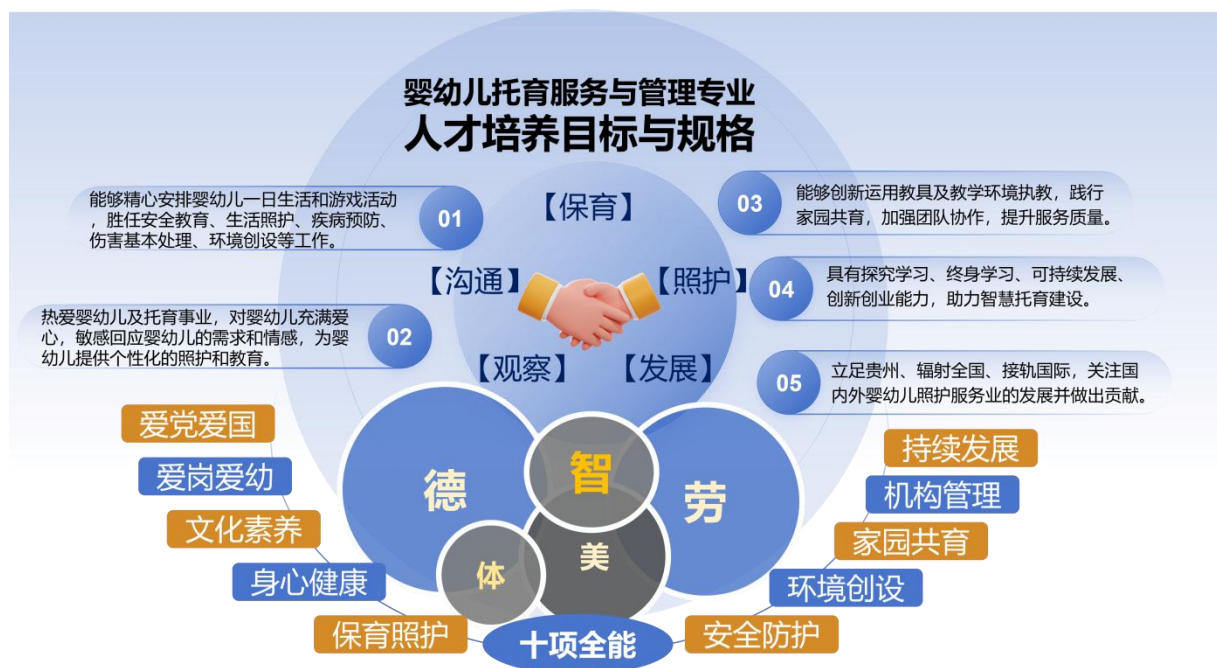 婴幼儿托育服务与管理专业
人才培养目标与规格
能够精心安排婴幼儿一日生活和游戏活动
，胜任安全教育、生活照护、疾病预防、
伤害基本处理、环境创设等工作。
01
热爱婴幼儿及托育事业，对婴幼儿充满爱
心，敏感回应婴幼儿的需求和情感，为婴
幼儿提供个性化的照护和教育。
02
【保育】
【沟通】
【照护】
【观察】
【发展】
03
能够创新运用教具及教学环境执教，践行
家园共育，加强团队协作，提升服务质量。
04
具有探究学习、终身学习、可持续发展、
创新创业能力，助力智慧托育建设。
05
立足贵州、辐射全国、接轨国际，关注国
内外婴幼儿照护服务业的发展并做出贡献。
德
智
劳
体
美
爱党爱国
爱岗爱幼
文化素养
身心健康
保育照护
十项全能
持续发展
机构管理
家园共育
环境创设
安全防护